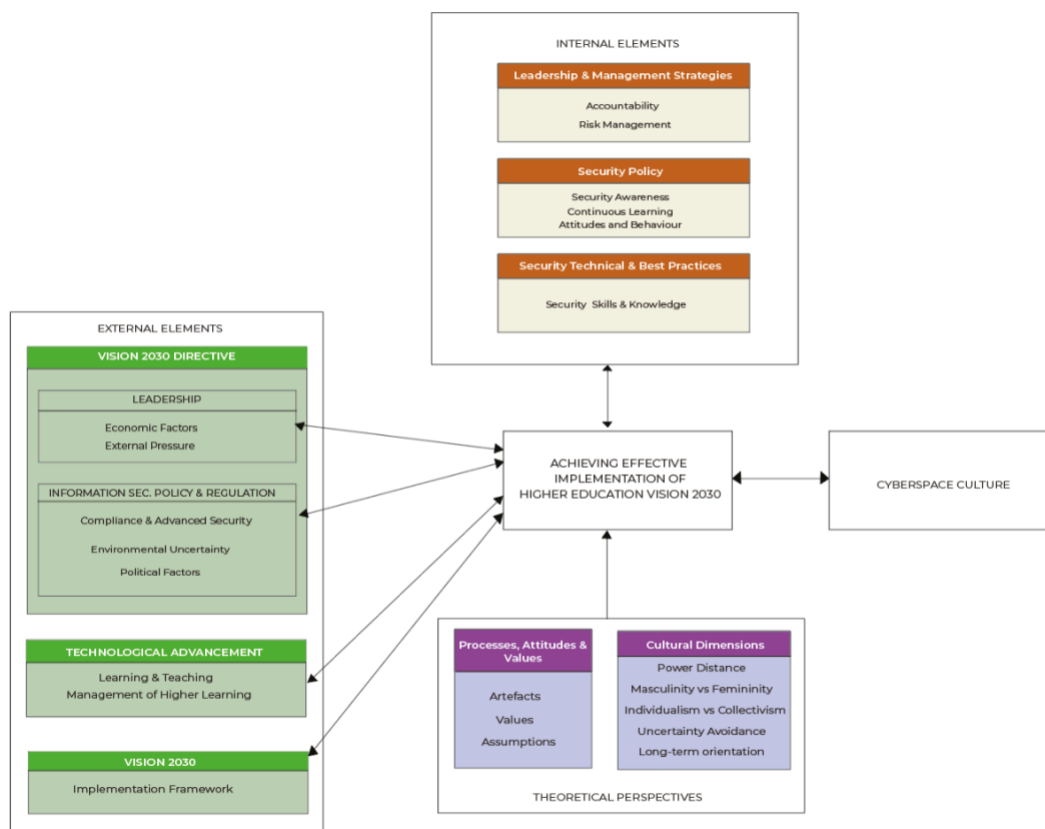 INTERNAL ELEMENTS
Leadership & Management Strategies
Accountability
Risk Management
Security Policy
Security Awareness
Continuous Learning
Attitudes and Behaviour
Security Technical & Best Practices
Security Skills & Knowledge
EXTERNAL ELEMENTS
VISION 2030 DIRECTIVE
LEADERSHIP
Economic Factors
External Pressure
INFORMATION SEC. POLICY & REGULATION
Compliance & Advanced Security
Environmental Uncertainty
Political Factors
TECHNOLOGICAL ADVANCEMENT
Learning & Teaching
Management of Higher Learning
VISION 2030
Implementation Framework
ACHIEVING EFFECTIVE
IMPLEMENTATION OF
HIGHER EDUCATION VISION 2030
CYBERSPACE CULTURE
Processes, Attitudes &
Values
Artefacts
Values
Assumptions
Cultural Dimensions
Power Distance
Masculinity vs Femininity
Individualism vs Collectivism
Uncertainty Avoidance
Long-term orientation
THEORETICAL PERSPECTIVES